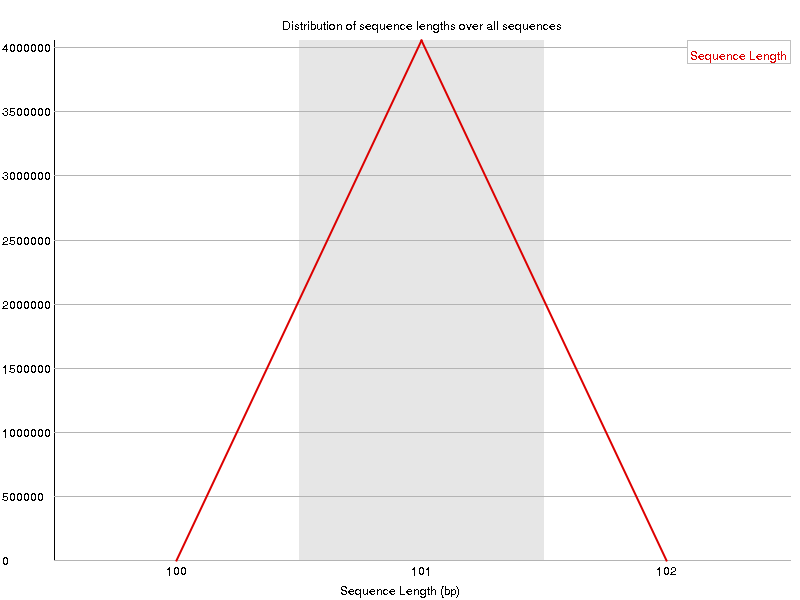 Distribution of sequence lengths over all sequences
Sequence Length
4000000
3500000
3000000
2500000
2000000
1500000
1000000
500000
0
100 101 102
Sequence Length (bp)